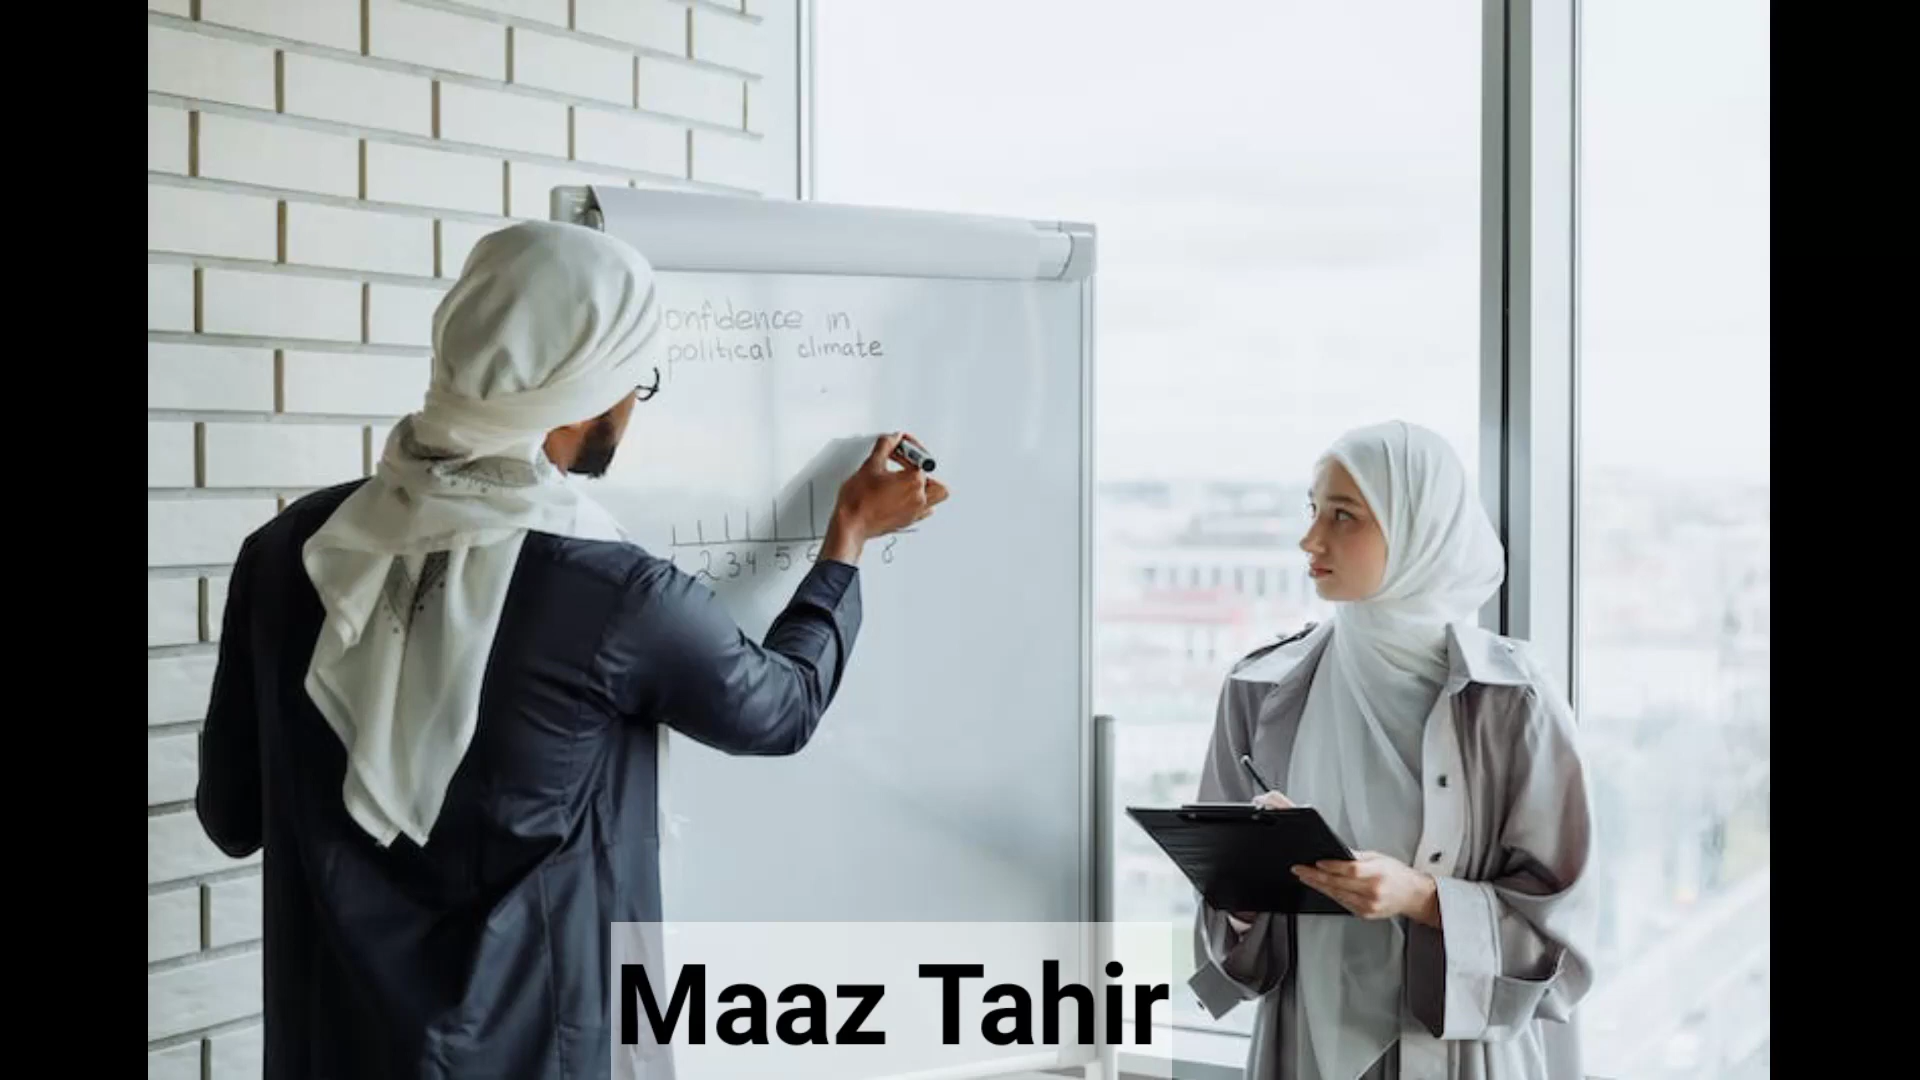 onfidence in
political climate
2 3 4 5 6 8
Maaz Tahir